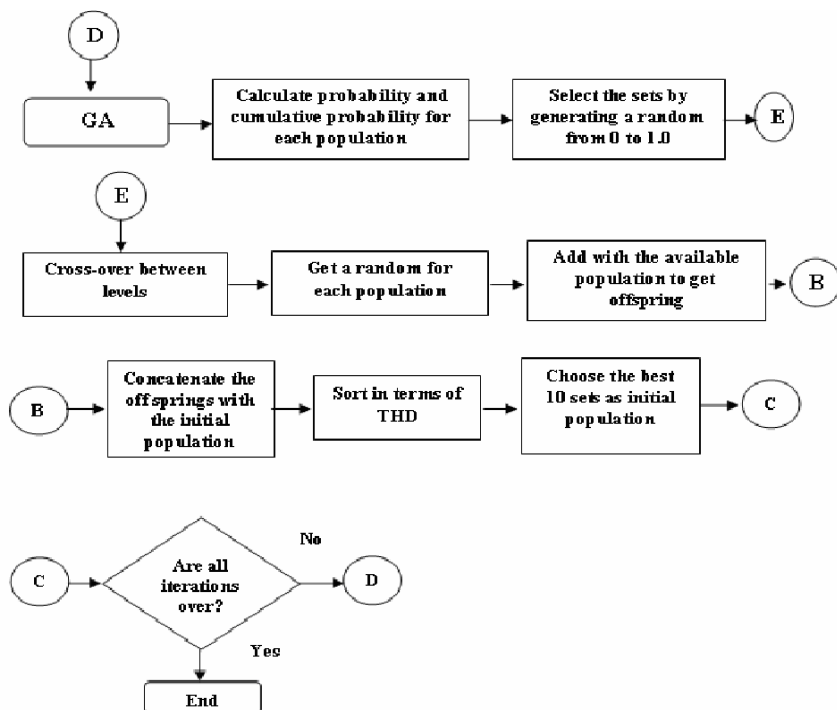 D
GA
Calculate probability and
cumulative probability for
each population
Select the sets by
generating a random
from 0 to 1.0
E
E
Cross-over between
levels
Get a random for
each population
Add with the available
population to get
offspring
B
B
Concatenate the
offsprings with
the initial
population
Sort in terms of
THD
Choose the best
10 sets as initial
population
C
C
Are all
iterations
over?
No
D
Yes
End